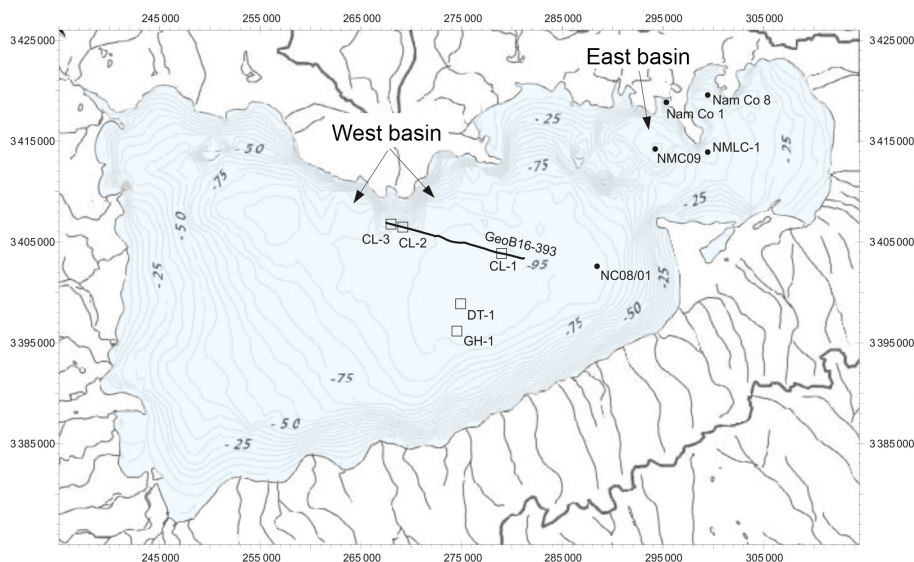 245 000 255 000 265 000 275 000 285 000 295 000 305 000
3 425 000 3 425 000
East basin
Nam Co 8
Nam Co 1
- 25
West basin
3 415 000 3 415 000
- 50
NMC09
NMLC-1
- 25
-75
-75
- 25
- 50
CL-3
CL-2
GeoB16-393
3 405 000 3 405 000
CL-1
-95
NC08/01
- 25
-25
DT-1
-50
-75
GH-1
3 395 000 3 395 000
-75
- 50
- 25
3 385 000 3 385 000
245 000 255 000 265 000 275 000 285 000 295 000 305 000